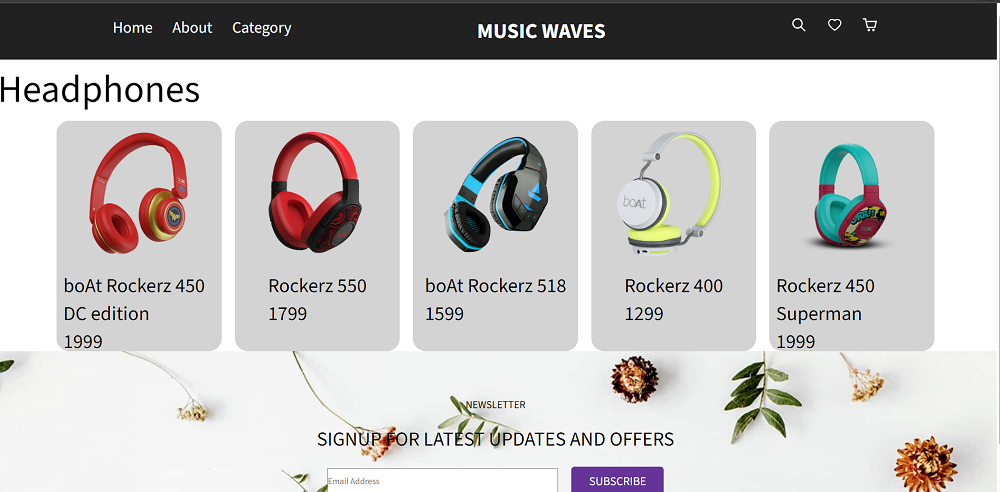 Home About Category
MUSIC WAVES
Headphones
boAt
boAt Rockerz 450
DC edition
1999
Rockerz 550
1799
boAt Rockerz 518
1599
Rockerz 400
1299
Rockerz 450
Superman
1999
NEWSLETTER
SIGNUP FOR LATEST UPDATES AND OFFERS
Email Address
SUBSCRIBE